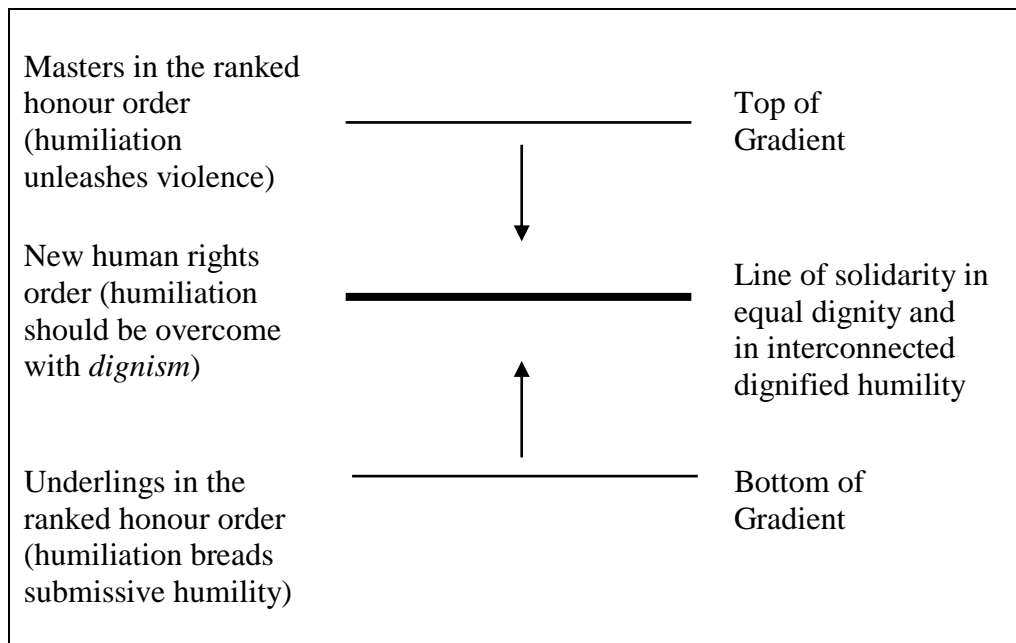 Masters in the ranked
honour order
(humiliation
unleashes violence)
Top of
Gradient
New human rights
order (humiliation
should be overcome
with dignism)
Line of solidarity in
equal dignity and
in interconnected
dignified humility
Underlings in the
ranked honour order
(humiliation breads
submissive humility)
Bottom of
Gradient